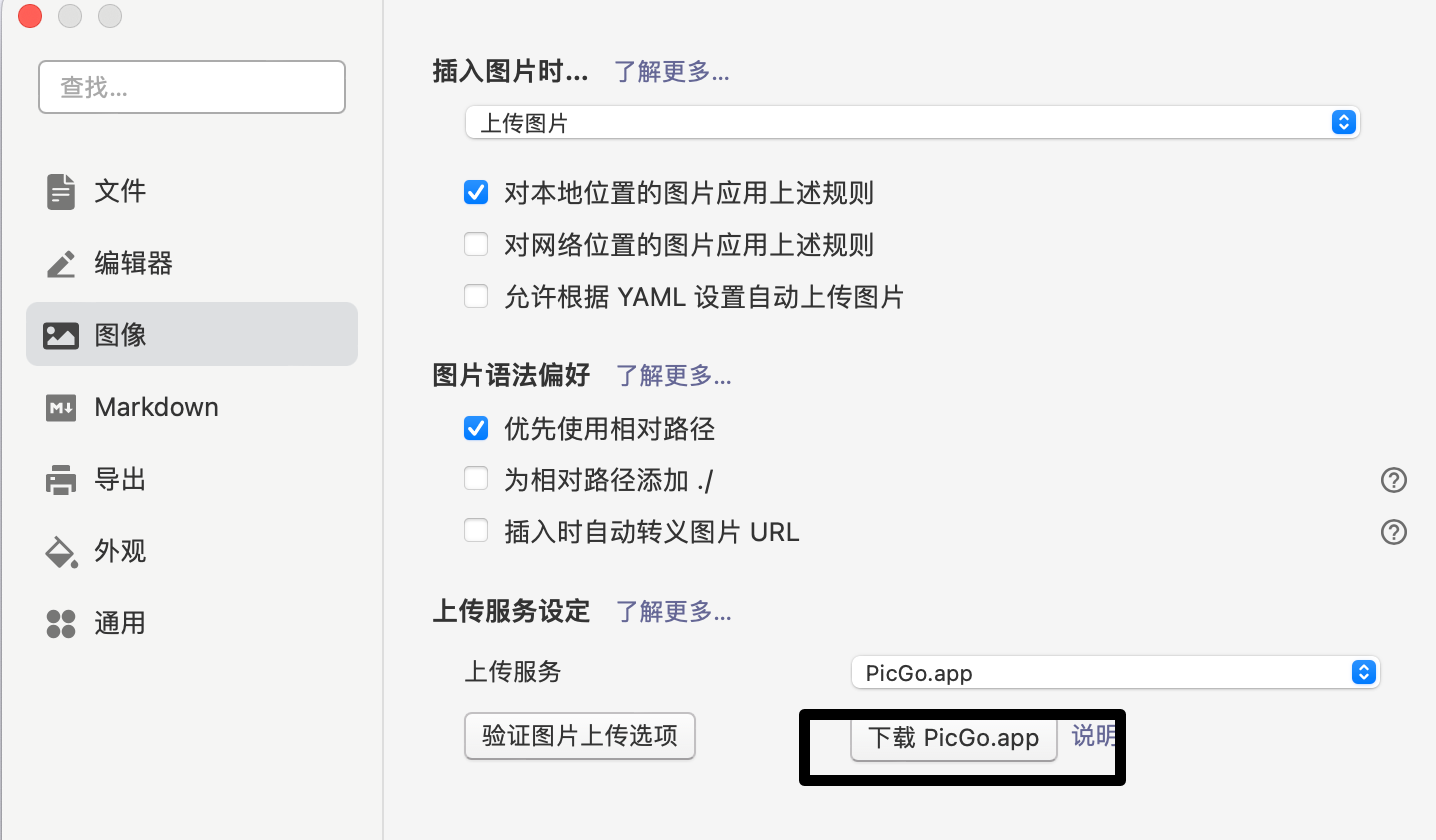 查找...
文件
编辑器
图像
Markdown
导出
外观
通用
插入图片时... 了解更多...
上传图片
对本地位置的图片应用上述规则
对网络位置的图片应用上述规则
允许根据 YAML 设置自动上传图片
图片语法偏好 了解更多...
优先使用相对路径
为相对路径添加 ./
插入时自动转义图片 URL
上传服务设定 了解更多...
上传服务 PicGo.app
验证图片上传选项 下载 PicGo.app 说明